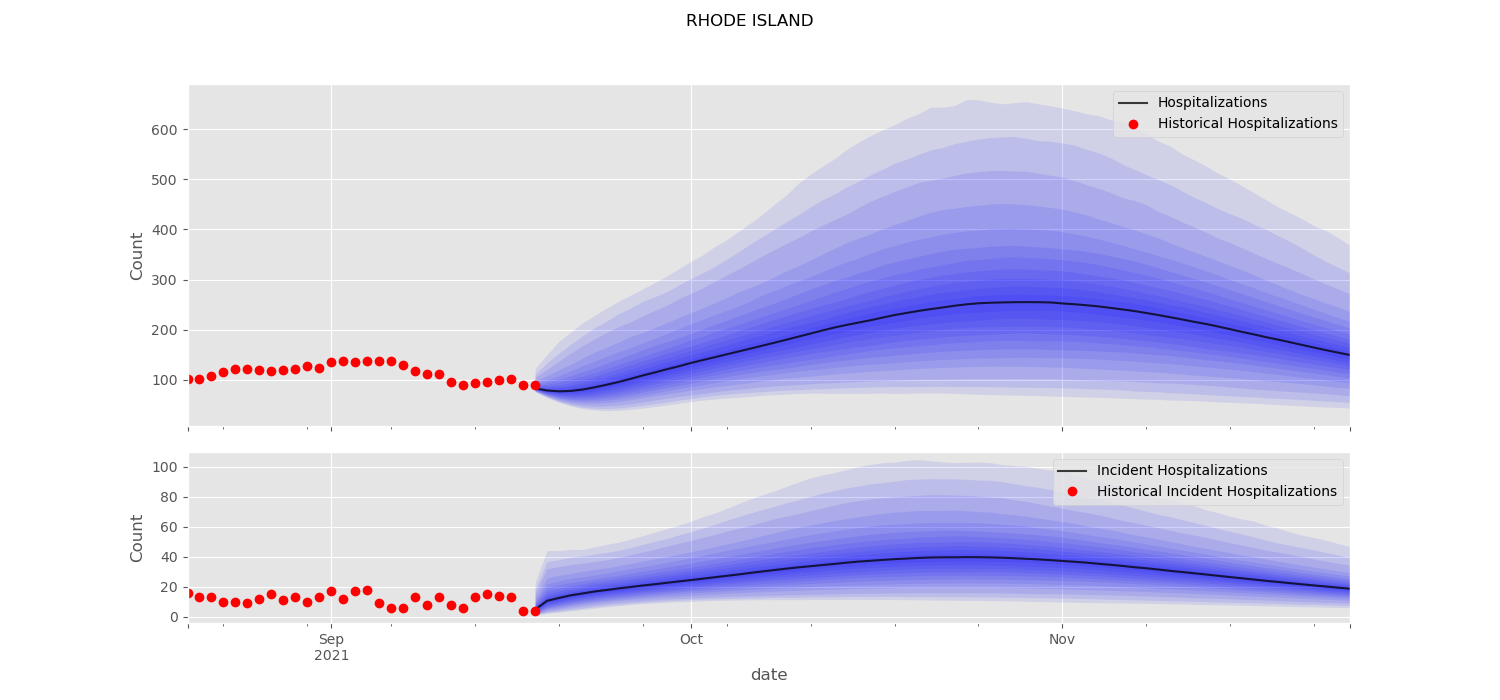 RHODE ISLAND
Hospitalizations
Historical Hospitalizations
600
500
400
300
200
100
Count
Incident Hospitalizations
Historical Incident Hospitalizations
100
80
60
40
20
0
Count
Sep
2021
Oct
Nov
date